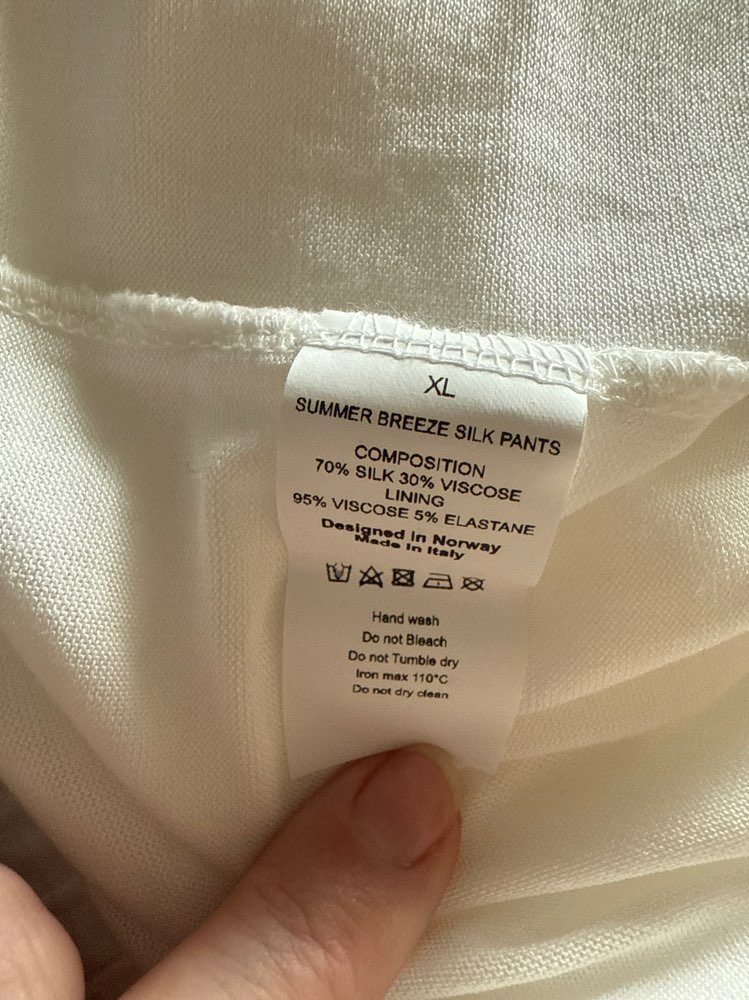 XL
SUMMER BREEZE SILK PANTS
COMPOSITION
70% SILK 30% VISCOSE
LINING
95% VISCOSE 5% ELASTANE
Designed in Norway
Made in Italy
Hand wash
Do not Bleach
Do not Tumble dry
Iron max 110°C
Do not dry clean